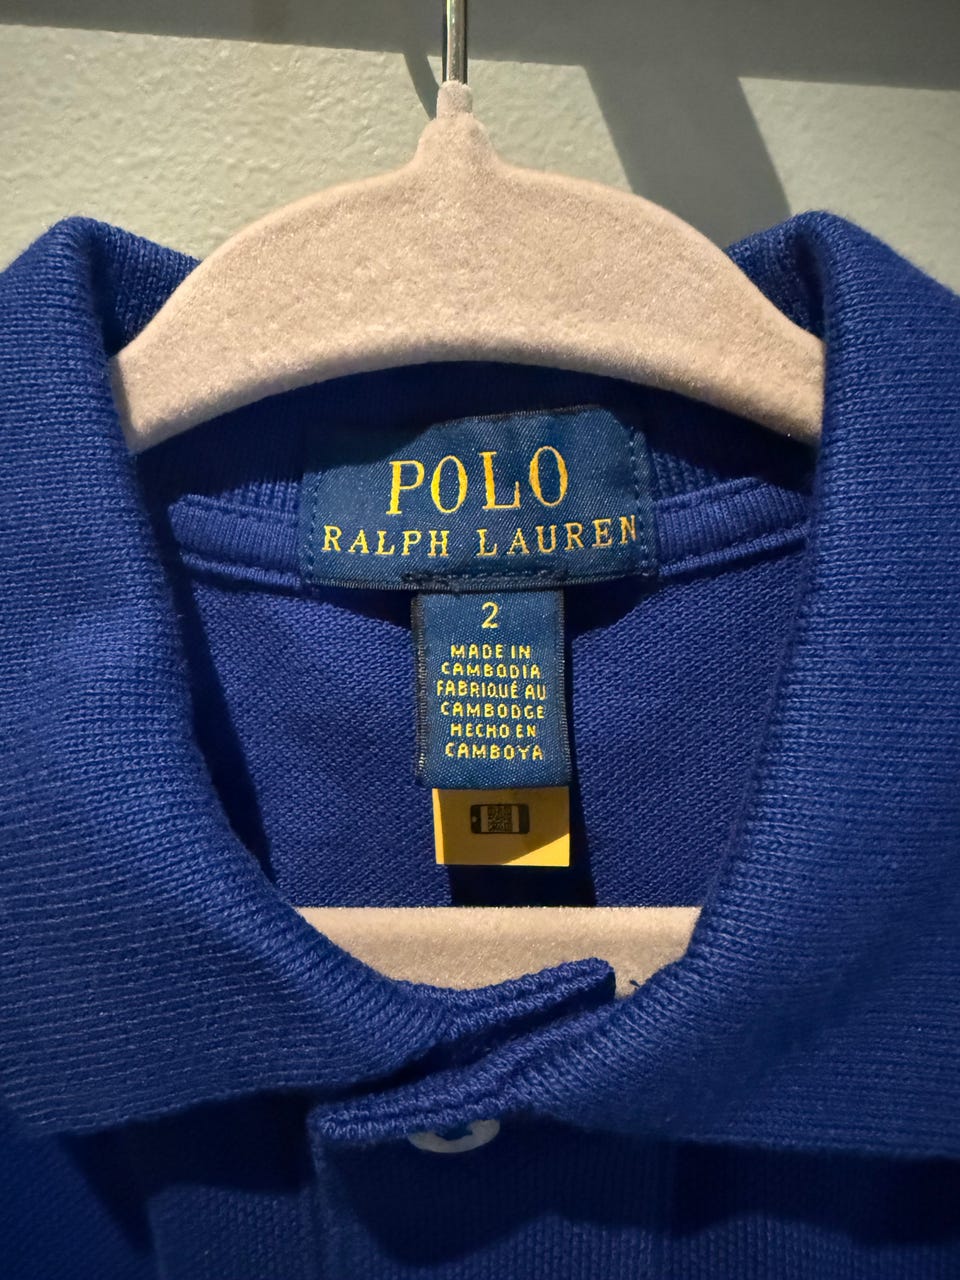 POLO
RALPH LAUREN
2
MADE IN
CAMBODIA
FABRIQUÉ AU
CAMBODGE
HECHO EN
CAMBOYA